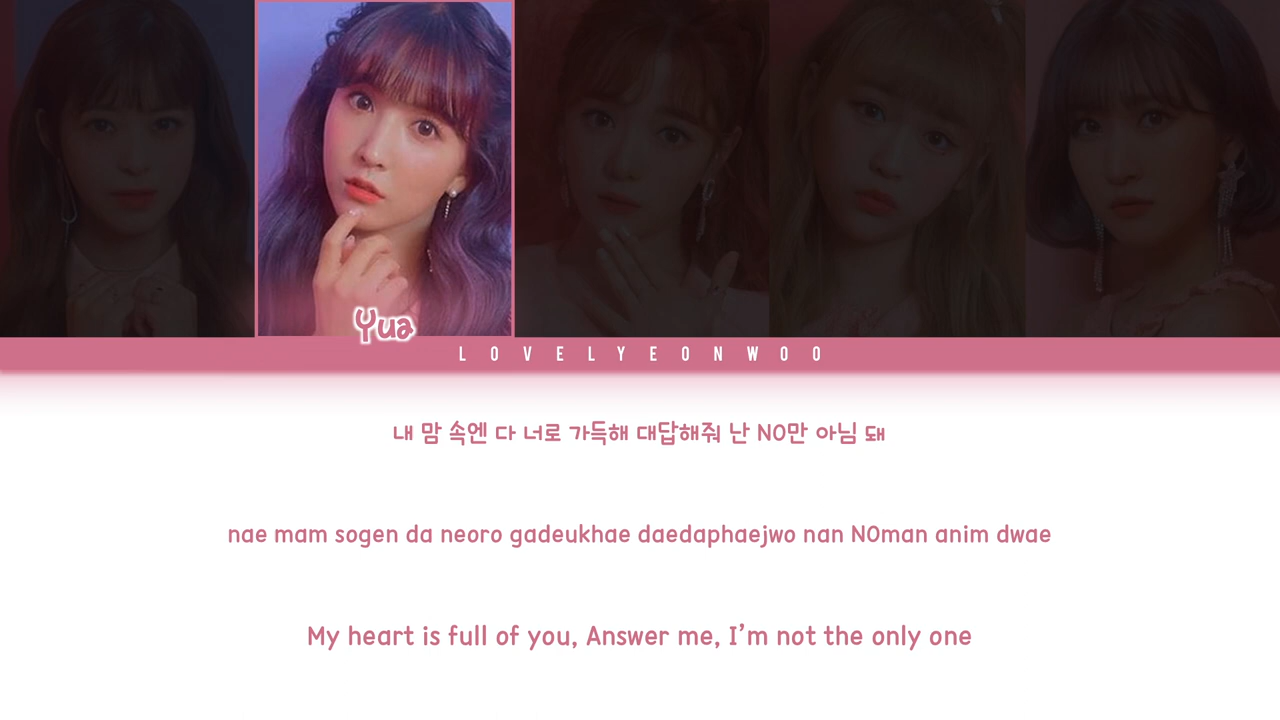 Yua
LOVELYEONWOO
내 맘 속엔 다 너로 가득해 대답해줘 난 NO만 아님 돼
nae mam sogen da neoro gadeukhae daedaphaejwo nan NOman anim dwae
My heart is full of you, Answer me, I’m not the only one